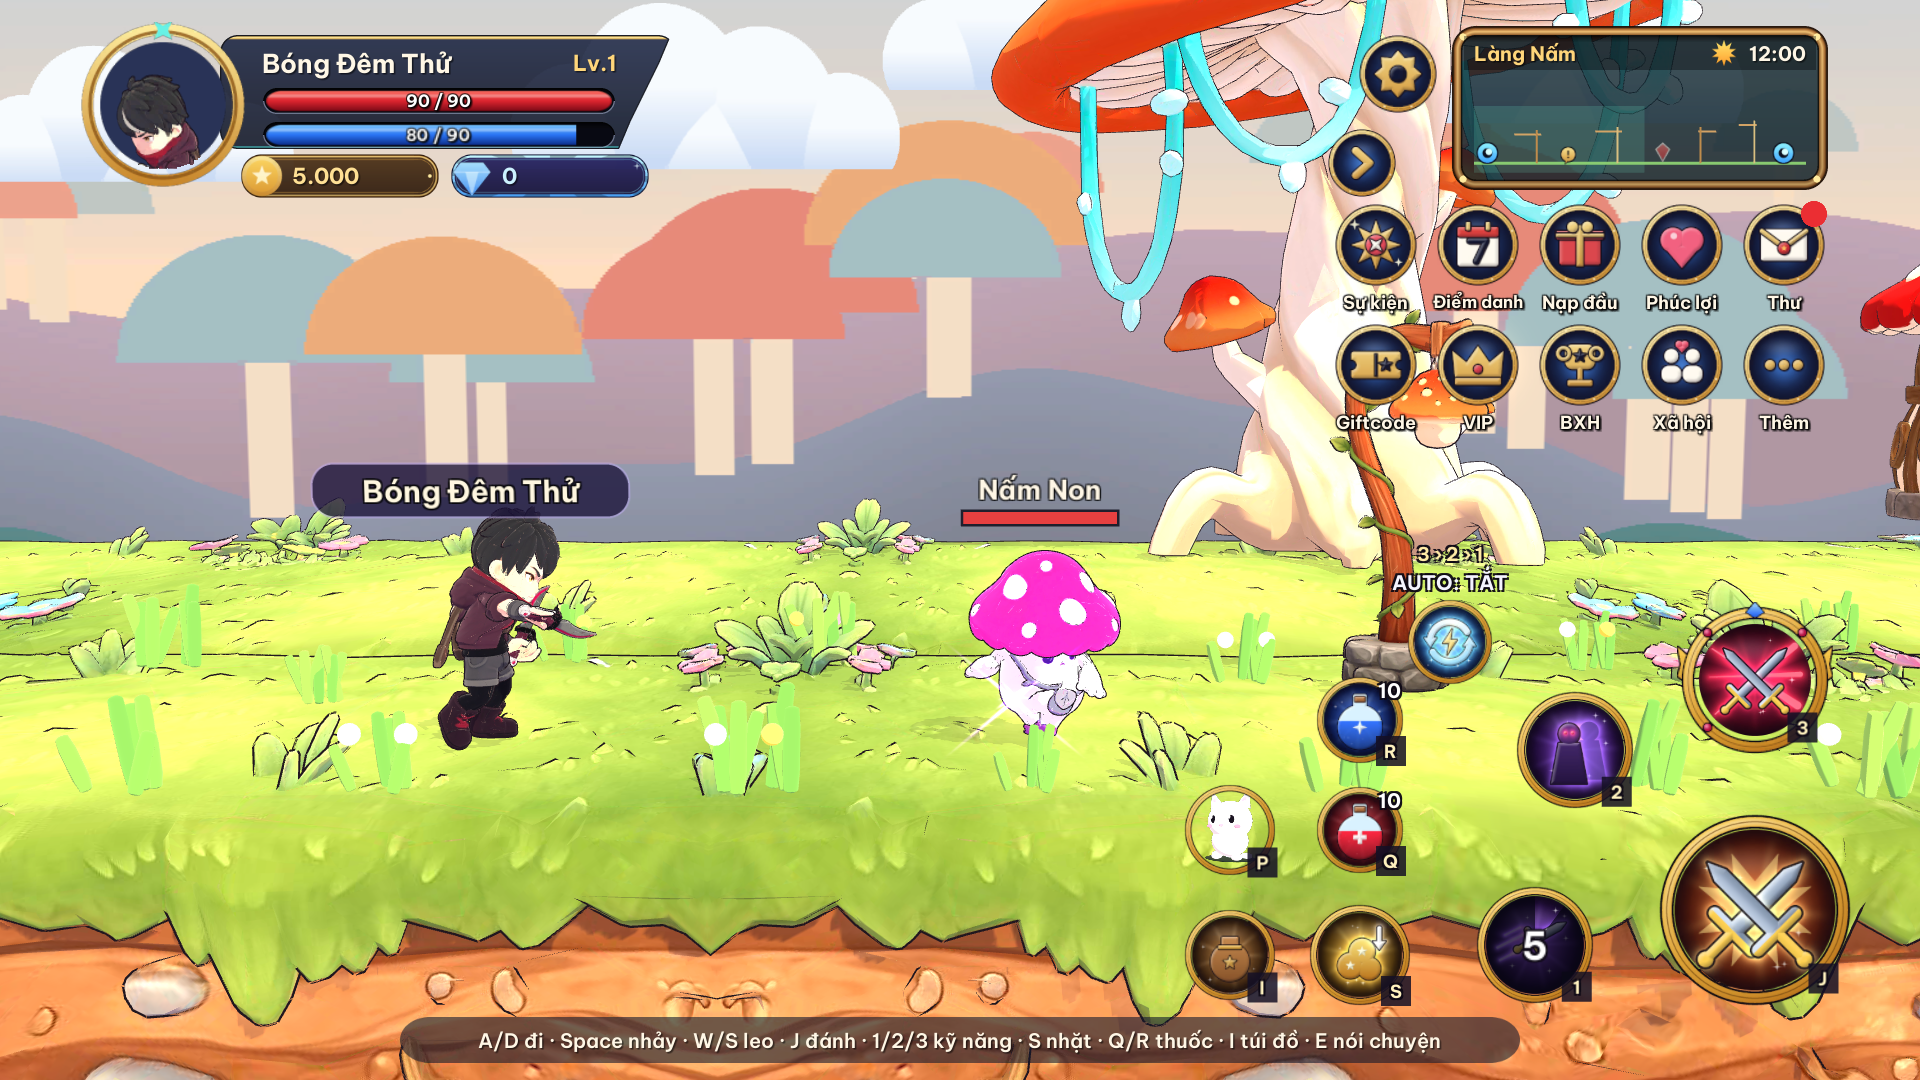 Bóng Đêm Thử
Lv.1
90 / 90
80 / 90
5.000
0
Làng Nấm
12:00
7
Sự kiện
Điểm danh
Nạp đầu
Phúc lợi
Thư
Giftcode
VIP
BXH
Xã hội
Thêm
Bóng Đêm Thử
Nấm Non
3›2›1
AUTO: TẮT
10
R
10
Q
P
2
3
I
S
5
1
J
A/D đi · Space nhảy · W/S leo · J đánh · 1/2/3 kỹ năng · S nhặt · Q/R thuốc · I túi đồ · E nói chuyện